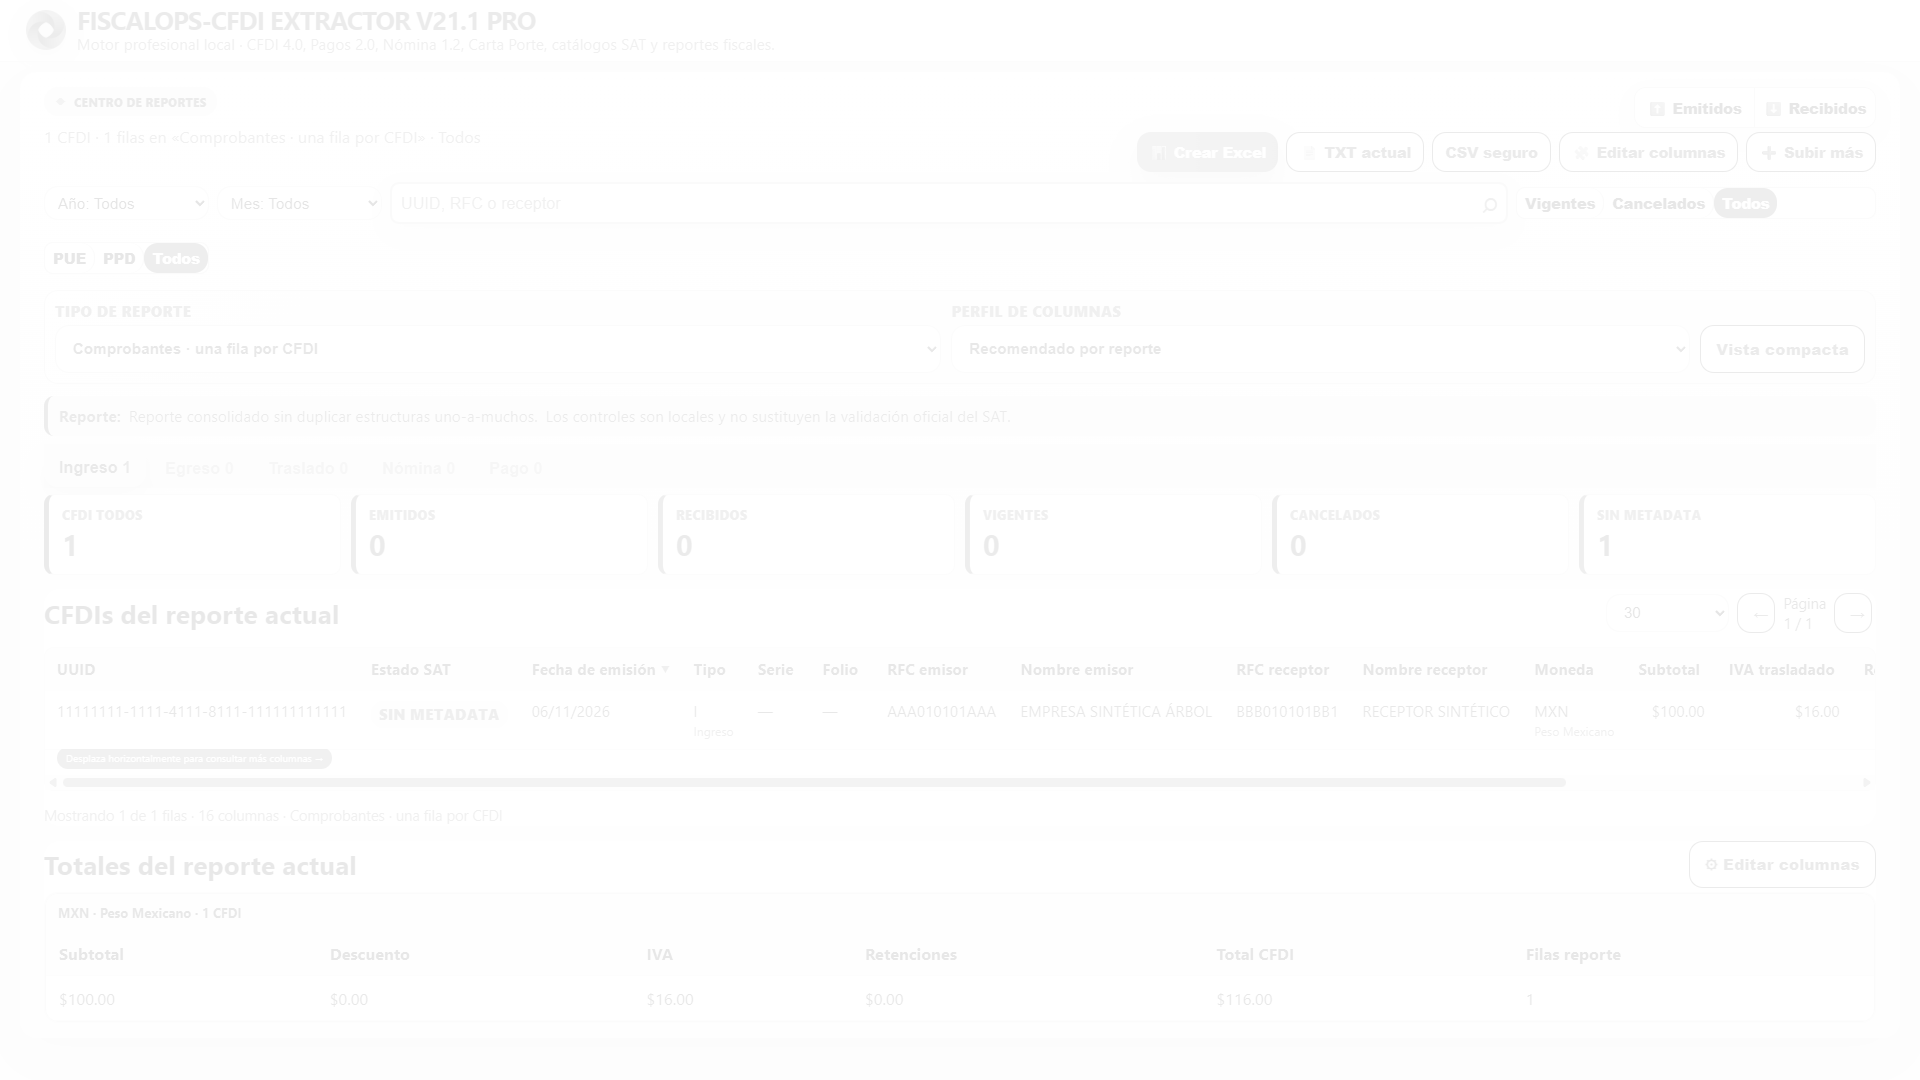 FISCALOPS-CFDI EXTRACTOR V21.1 PRO
Motor profesional local · CFDI 4.0, Pagos 2.0, Nómina 1.2, Carta Porte, catálogos SAT y reportes fiscales.
CENTRO DE REPORTES
Emitidos Recibidos
1 CFDI · 1 filas en «Comprobantes · una fila por CFDI» · Todos
Crear Excel TXT actual CSV seguro Editar columnas Subir más
Año: Todos Mes: Todos UUID, RFC o receptor Vigentes Cancelados Todos
PUE PPD Todos
TIPO DE REPORTE PERFIL DE COLUMNAS
Comprobantes · una fila por CFDI Recomendado por reporte Vista compacta
Reporte: Reporte consolidado sin duplicar estructuras uno-a-muchos. Los controles son locales y no sustituyen la validación oficial del SAT.
Ingreso 1 Egreso 0 Traslado 0 Nómina 0 Pago 0
CFDI TODOS EMITIDOS RECIBIDOS VIGENTES CANCELADOS SIN METADATA
1 0 0 0 0 1
CFDIs del reporte actual 30 ← Página 1 / 1 →
UUID Estado SAT Fecha de emisión ▼ Tipo Serie Folio RFC emisor Nombre emisor RFC receptor Nombre receptor Moneda Subtotal IVA trasladado R
11111111-1111-4111-8111-111111111111 SIN METADATA 06/11/2026 I — — AAA010101AAA EMPRESA SINTÉTICA ÁRBOL BBB010101BB1 RECEPTOR SINTÉTICO MXN $100.00 $16.00
Ingreso Peso Mexicano
Desplaza horizontalmente para consultar más columnas →
Mostrando 1 de 1 filas · 16 columnas · Comprobantes · una fila por CFDI
Totales del reporte actual ⚙ Editar columnas
MXN · Peso Mexicano · 1 CFDI
Subtotal Descuento IVA Retenciones Total CFDI Filas reporte
$100.00 $0.00 $16.00 $0.00 $116.00 1